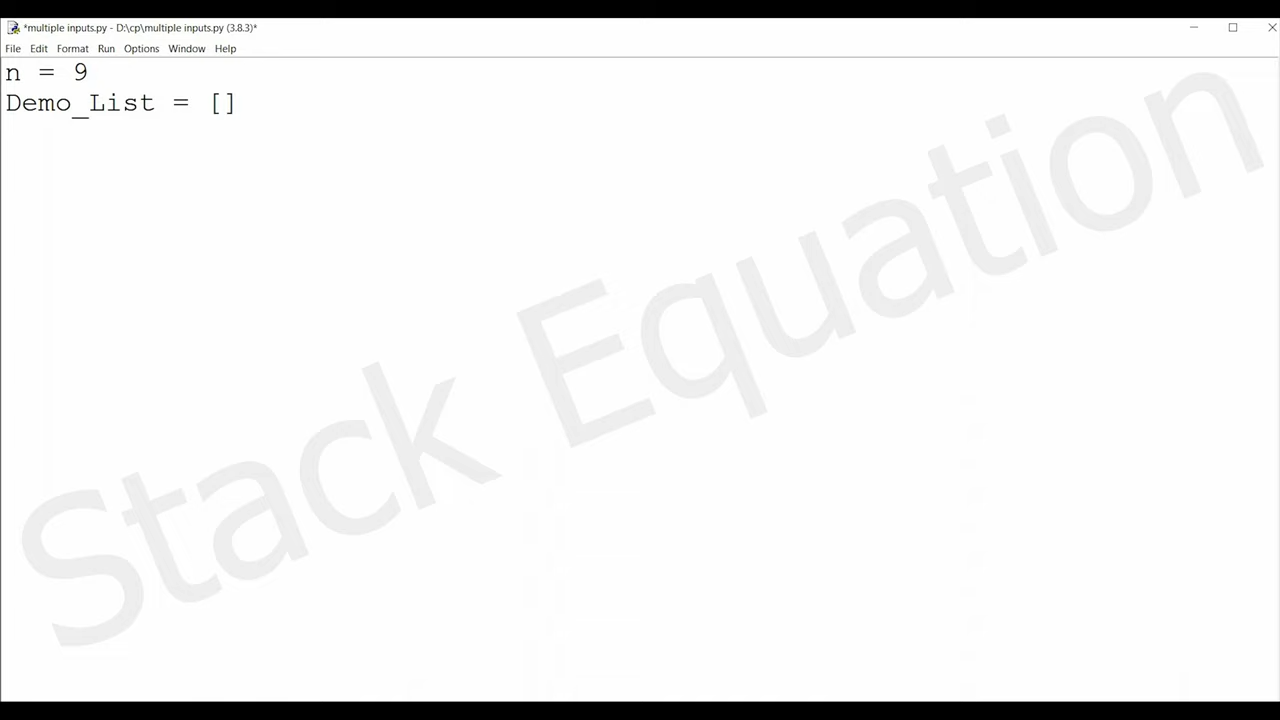 *multiple inputs.py - D:\cp\multiple inputs.py (3.8.3)*
File Edit Format Run Options Window Help
n = 9
Demo_List = []
Stack Equation